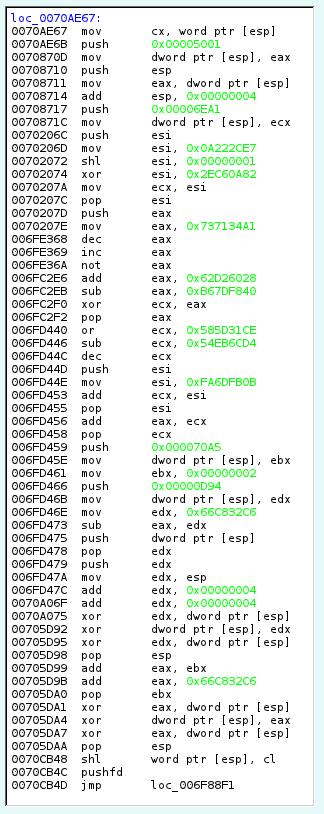 loc_0070AE67:
0070AE67 mov cx, word ptr [esp]
0070AE6B push 0x00005001
0070870D mov dword ptr [esp], eax
00708710 push esp
00708711 mov eax, dword ptr [esp]
00708714 add esp, 0x00000004
00708717 push 0x00006EA1
0070871C mov dword ptr [esp], ecx
0070206C push esi
0070206D mov esi, 0x0A222CE7
00702072 shl esi, 0x00000001
00702074 xor esi, 0x2EC60A82
0070207A mov ecx, esi
0070207C pop esi
0070207D push eax
0070207E mov eax, 0x737134A1
006FE368 dec eax
006FE369 inc eax
006FE36A not eax
006FC2E6 add eax, 0x62D26028
006FC2EB sub eax, 0xB67DF840
006FC2F0 xor ecx, eax
006FC2F2 pop eax
006FD440 or ecx, 0x585D31CE
006FD446 sub ecx, 0x54EB6CD4
006FD44C dec ecx
006FD44D push esi
006FD44E mov esi, 0xFA6DFB0B
006FD453 add ecx, esi
006FD455 pop esi
006FD456 add eax, ecx
006FD458 pop ecx
006FD459 push 0x000070A5
006FD45E mov dword ptr [esp], ebx
006FD461 mov ebx, 0x00000002
006FD466 push 0x00000D94
006FD46B mov dword ptr [esp], edx
006FD46E mov edx, 0x66C832C6
006FD473 sub eax, edx
006FD475 push dword ptr [esp]
006FD478 pop edx
006FD479 push edx
006FD47A mov edx, esp
006FD47C add edx, 0x00000004
0070A06F add edx, 0x00000004
0070A075 xor edx, dword ptr [esp]
00705D92 xor dword ptr [esp], edx
00705D95 xor edx, dword ptr [esp]
00705D98 pop esp
00705D99 add eax, ebx
00705D9B add eax, 0x66C832C6
00705DA0 pop ebx
00705DA1 xor eax, dword ptr [esp]
00705DA4 xor dword ptr [esp], eax
00705DA7 xor eax, dword ptr [esp]
00705DAA pop esp
0070CB48 shl word ptr [esp], cl
0070CB4C pushfd
0070CB4D jmp loc_006F88F1